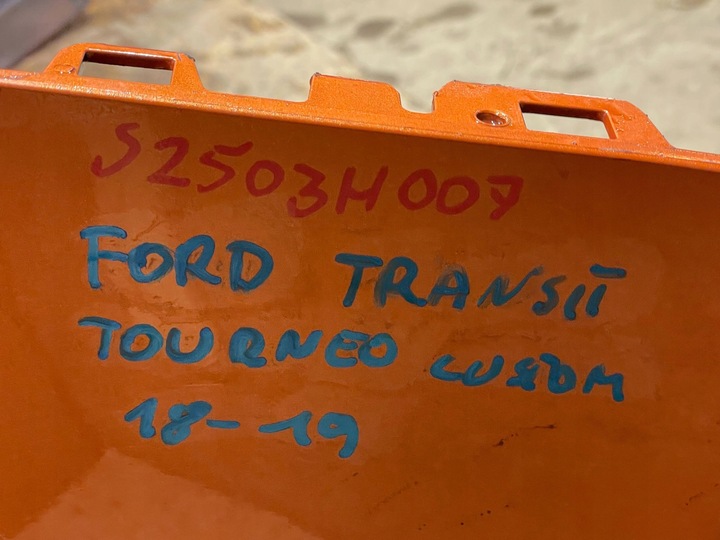 S2503H007
FORD TRANSIT
TOURNEO CUSTOM
18-19